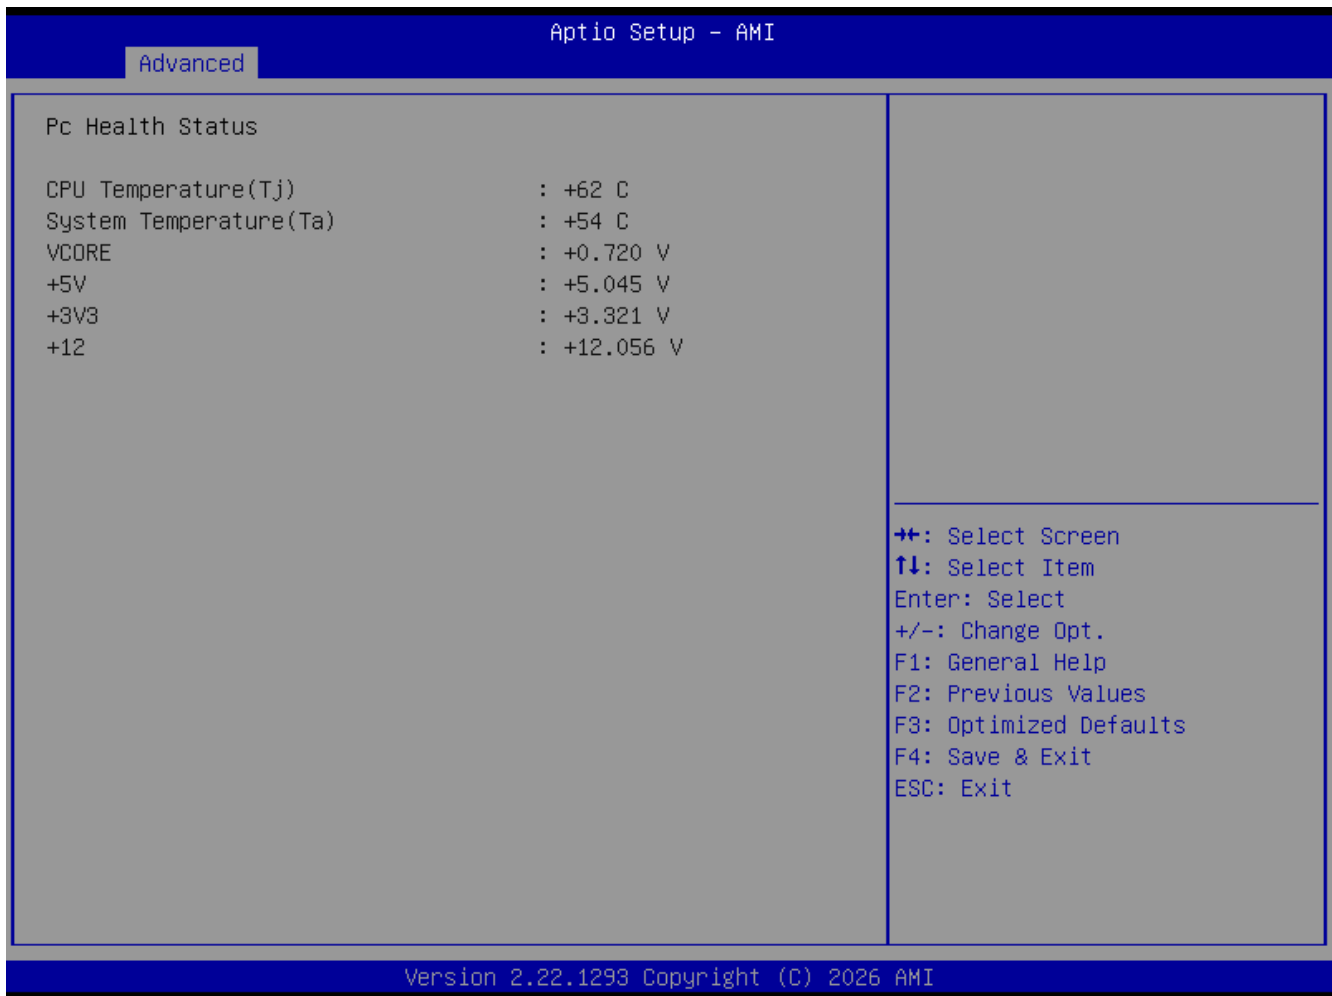 Aptio Setup – AMI
Advanced
Pc Health Status
CPU Temperature(Tj) : +62 C
System Temperature(Ta) : +54 C
VCORE : +0.720 V
+5V : +5.045 V
+3V3 : +3.321 V
+12 : +12.056 V
→←: Select Screen
↑↓: Select Item
Enter: Select
+/-: Change Opt.
F1: General Help
F2: Previous Values
F3: Optimized Defaults
F4: Save & Exit
ESC: Exit
Version 2.22.1293 Copyright (C) 2026 AMI